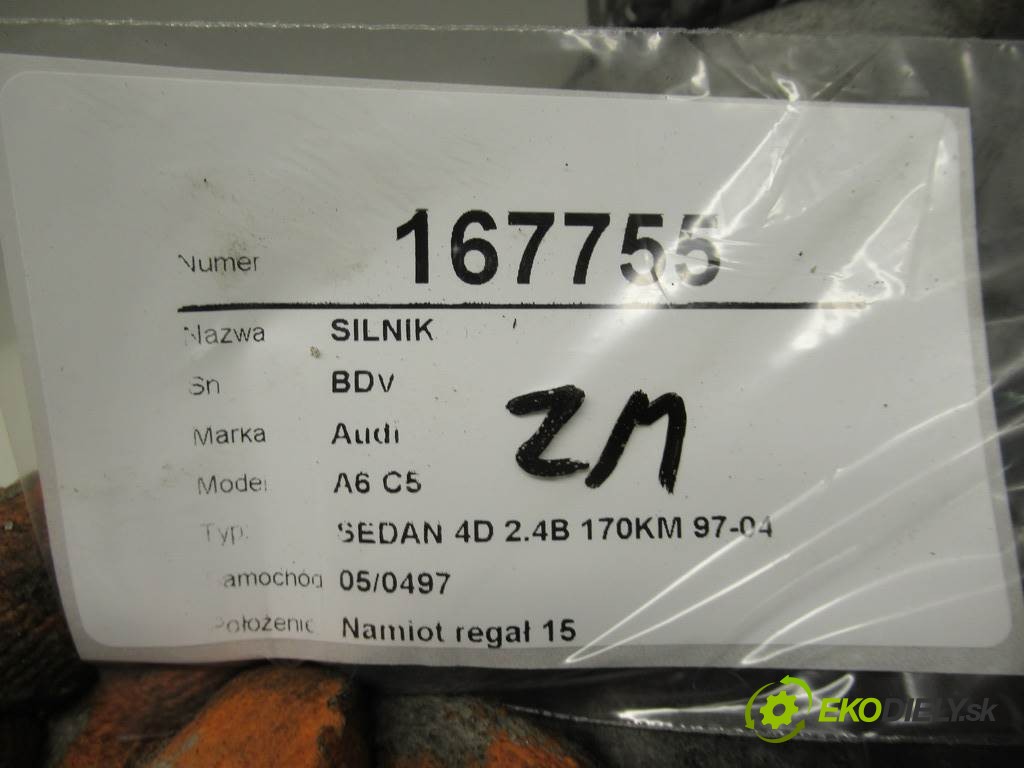 Numer 167755
Nazwa SILNIK
Sn BDV
Marka Audi
Model A6 C5
Typ: SEDAN 4D 2.4B 170KM 97-04
Samochód 05/0497
Położenie Namiot regał 15
ZM
EKODIELY.sk